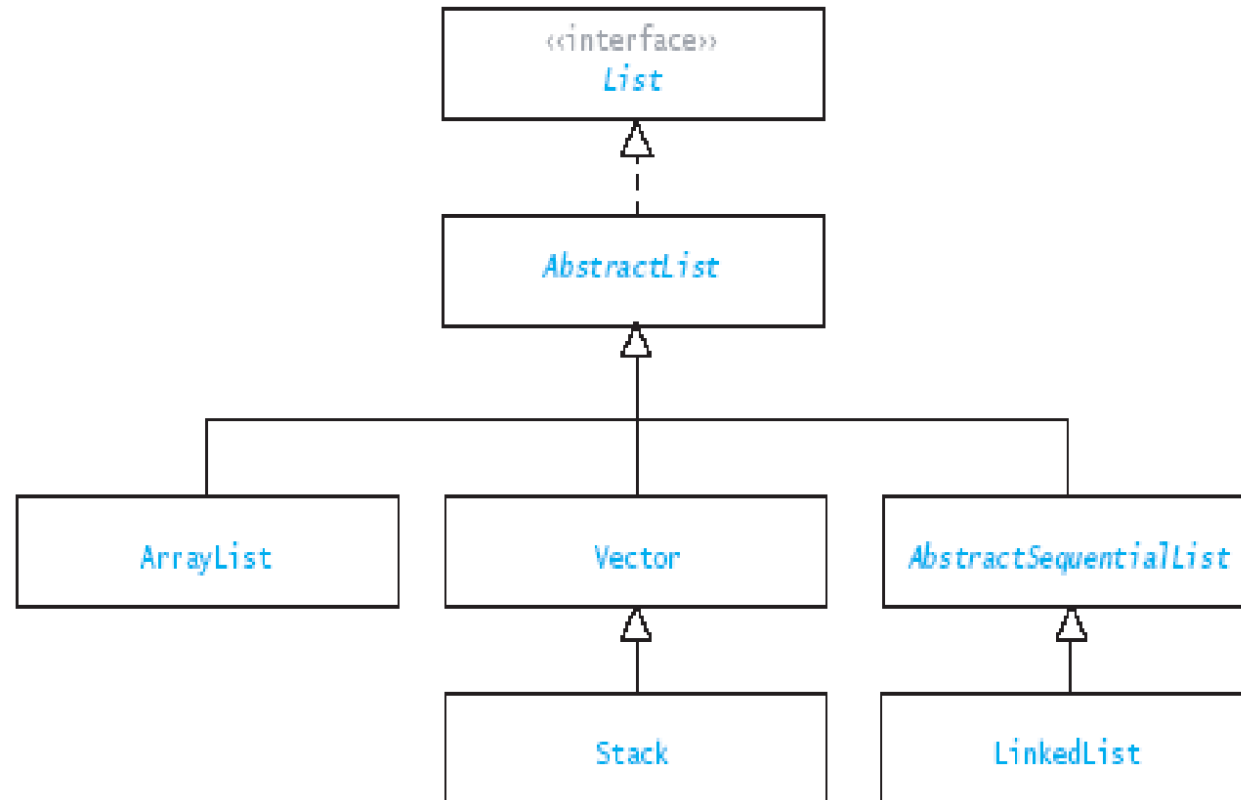 «interface»
List
AbstractList
ArrayList
Vector
AbstractSequentialList
Stack
LinkedList